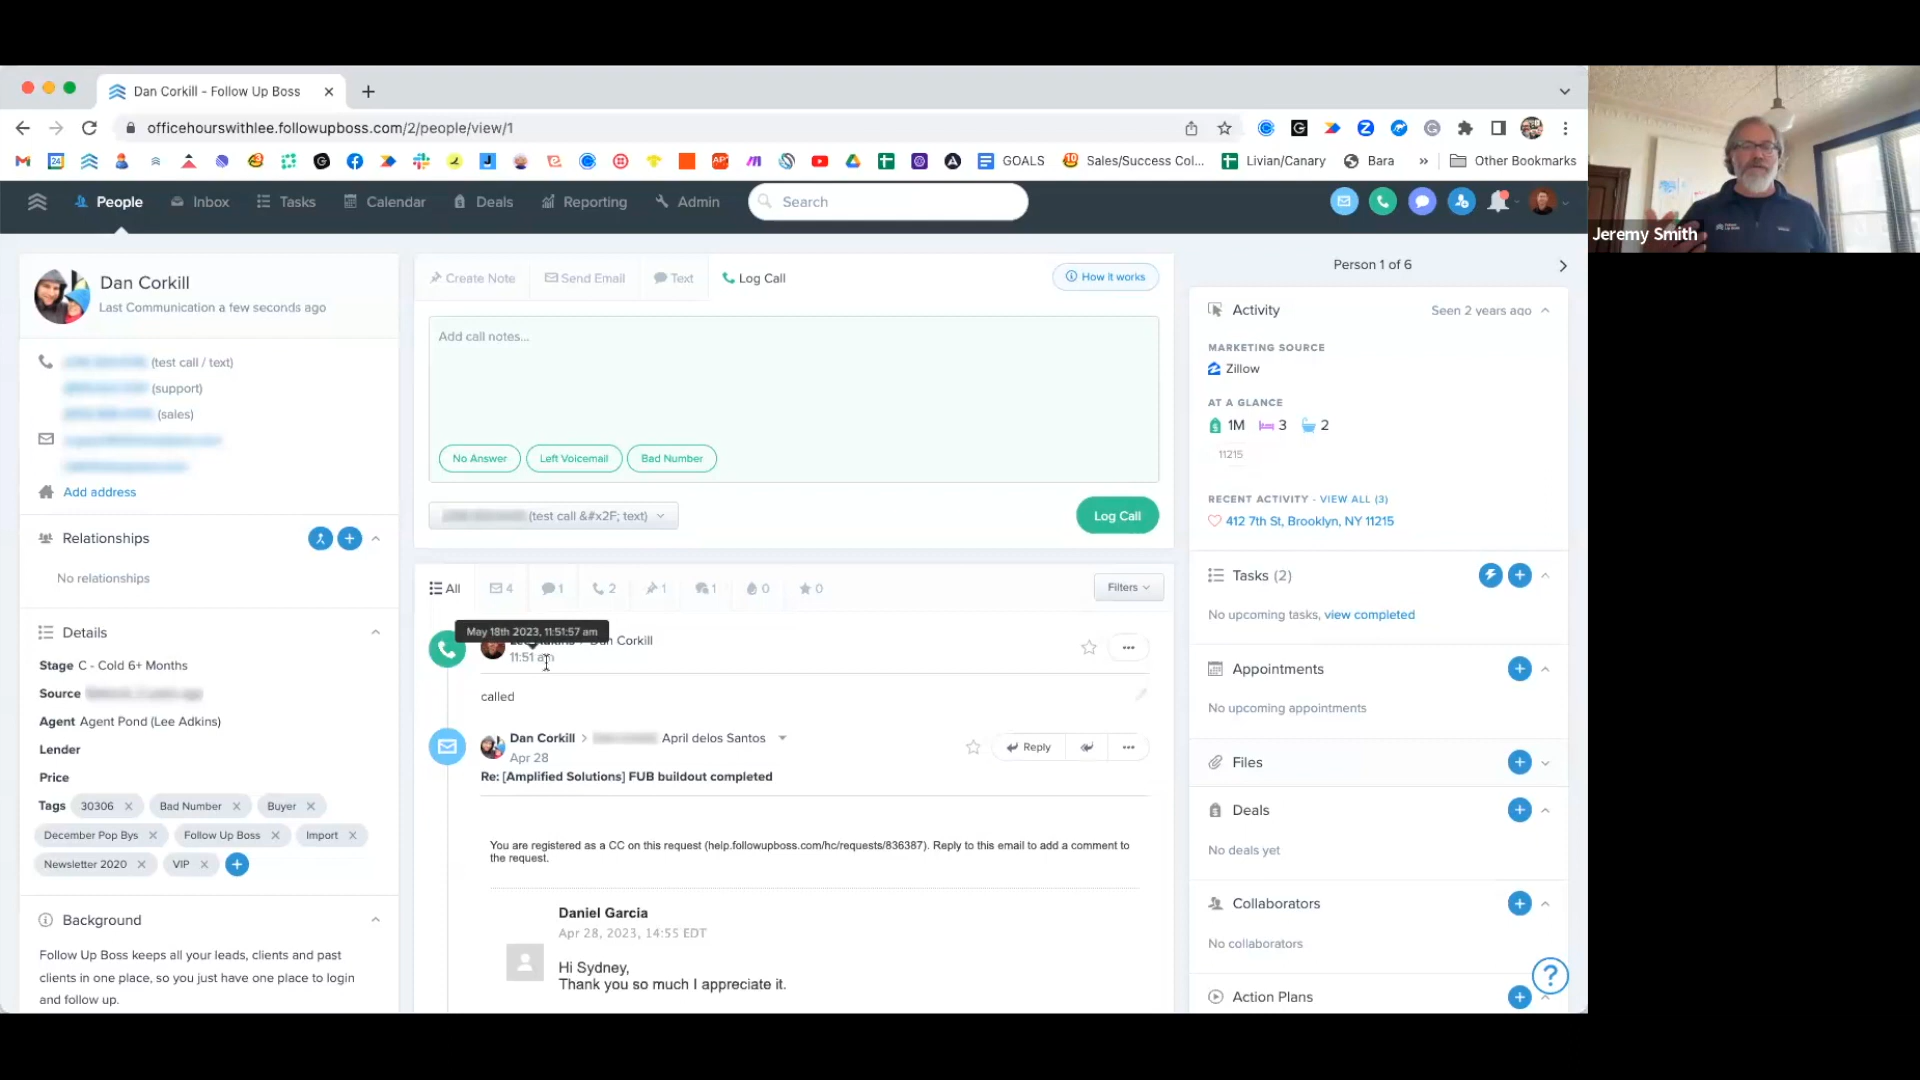 Dan Corkill - Follow Up Boss
officehourswithlee.followupboss.com/2/people/view/1
24
GOALS
Sales/Success Col...
Livian/Canary
Bara
Other Bookmarks
People
Inbox
Tasks
Calendar
Deals
Reporting
Admin
Search
Jeremy Smith
Dan Corkill
Last Communication a few seconds ago
(test call / text)
(support)
(sales)
Add address
Relationships
No relationships
Details
Stage C - Cold 6+ Months
Source
Agent Agent Pond (Lee Adkins)
Lender
Price
Tags 30306 Bad Number Buyer
December Pop Bys Follow Up Boss Import
Newsletter 2020 VIP
Background
Follow Up Boss keeps all your leads, clients and past
clients in one place, so you just have one place to login
and follow up.
Create Note
Send Email
Text
Log Call
How it works
Add call notes...
No Answer
Left Voicemail
Bad Number
(test call &#x2F; text)
Log Call
All
4
1
2
1
1
0
0
Filters
May 18th 2023, 11:51:57 am
Corkill
11:51
called
Dan Corkill > April delos Santos
Apr 28
Reply
Re: [Amplified Solutions] FUB buildout completed
You are registered as a CC on this request (help.followupboss.com/hc/requests/836387). Reply to this email to add a comment to
the request.
Daniel Garcia
Apr 28, 2023, 14:55 EDT
Hi Sydney,
Thank you so much I appreciate it.
Person 1 of 6
Activity
Seen 2 years ago
MARKETING SOURCE
Zillow
AT A GLANCE
1M 3 2
11215
RECENT ACTIVITY - VIEW ALL (3)
412 7th St, Brooklyn, NY 11215
Tasks (2)
No upcoming tasks, view completed
Appointments
No upcoming appointments
Files
Deals
No deals yet
Collaborators
No collaborators
Action Plans